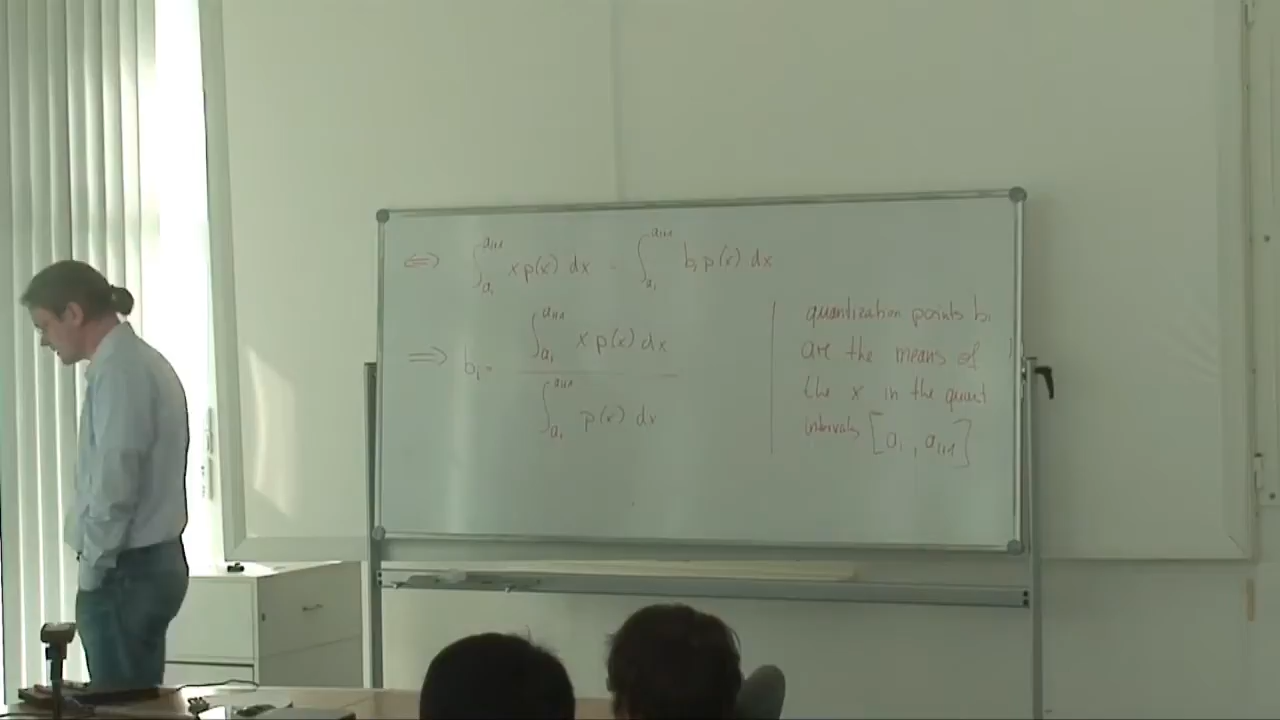 ⇔ ∫_{a_i}^{a_{i+1}} x p(x) dx = ∫_{a_i}^{a_{i+1}} b_i p(x) dx
⇒ b_i = ∫_{a_i}^{a_{i+1}} x p(x) dx / ∫_{a_i}^{a_{i+1}} p(x) dx
quantization points b_i
are the means of
the x in the quant
intervals [a_i, a_{i+1}]